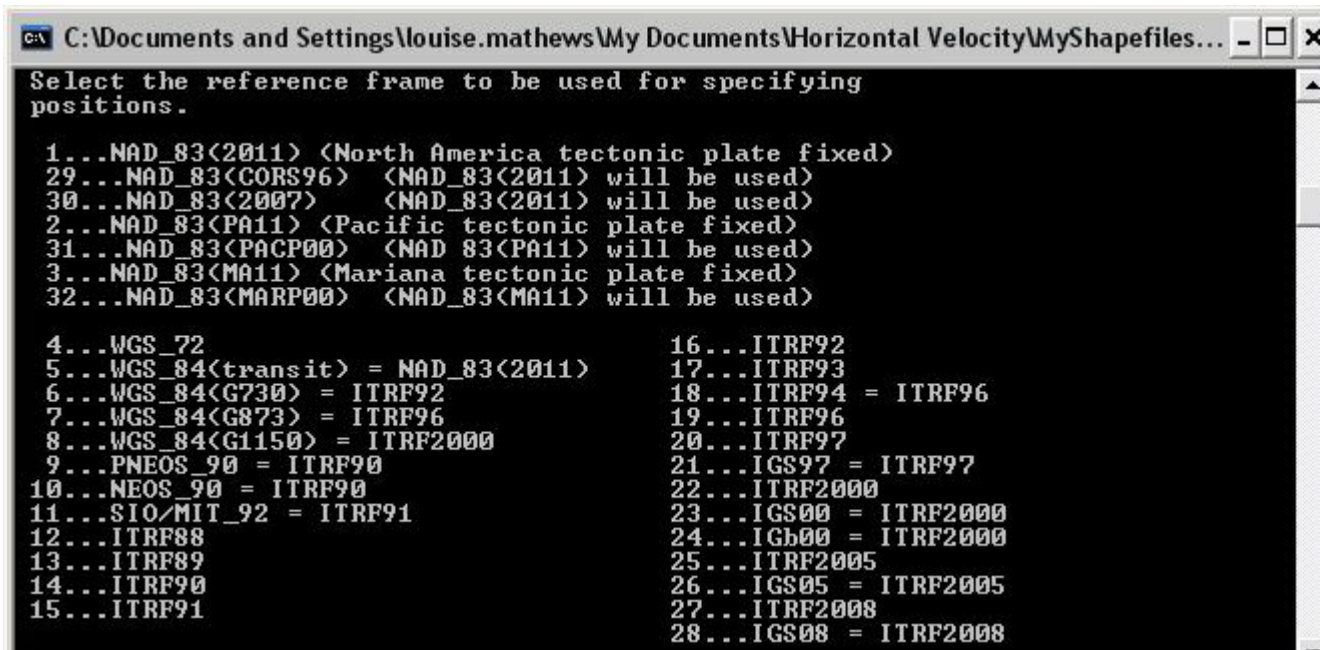 C:\Documents and Settings\louise.mathews\My Documents\Horizontal Velocity\MyShapefiles...
Select the reference frame to be used for specifying
positions.
1...NAD_83(2011) (North America tectonic plate fixed)
29...NAD_83(CORS96) (NAD_83(2011) will be used)
30...NAD_83(2007) (NAD_83(2011) will be used)
2...NAD_83(PA11) (Pacific tectonic plate fixed)
31...NAD_83(PACP00) (NAD 83(PA11) will be used)
3...NAD_83(MA11) (Mariana tectonic plate fixed)
32...NAD_83(MARP00) (NAD_83(MA11) will be used)
4...WGS_72 16...ITRF92
5...WGS_84(transit) = NAD_83(2011) 17...ITRF93
6...WGS_84(G730) = ITRF92 18...ITRF94 = ITRF96
7...WGS_84(G873) = ITRF96 19...ITRF96
8...WGS_84(G1150) = ITRF2000 20...ITRF97
9...PNEOS_90 = ITRF90 21...IGS97 = ITRF97
10...NEOS_90 = ITRF90 22...ITRF2000
11...SIO/MIT_92 = ITRF91 23...IGS00 = ITRF2000
12...ITRF88 24...IGb00 = ITRF2000
13...ITRF89 25...ITRF2005
14...ITRF90 26...IGS05 = ITRF2005
15...ITRF91 27...ITRF2008
28...IGS08 = ITRF2008